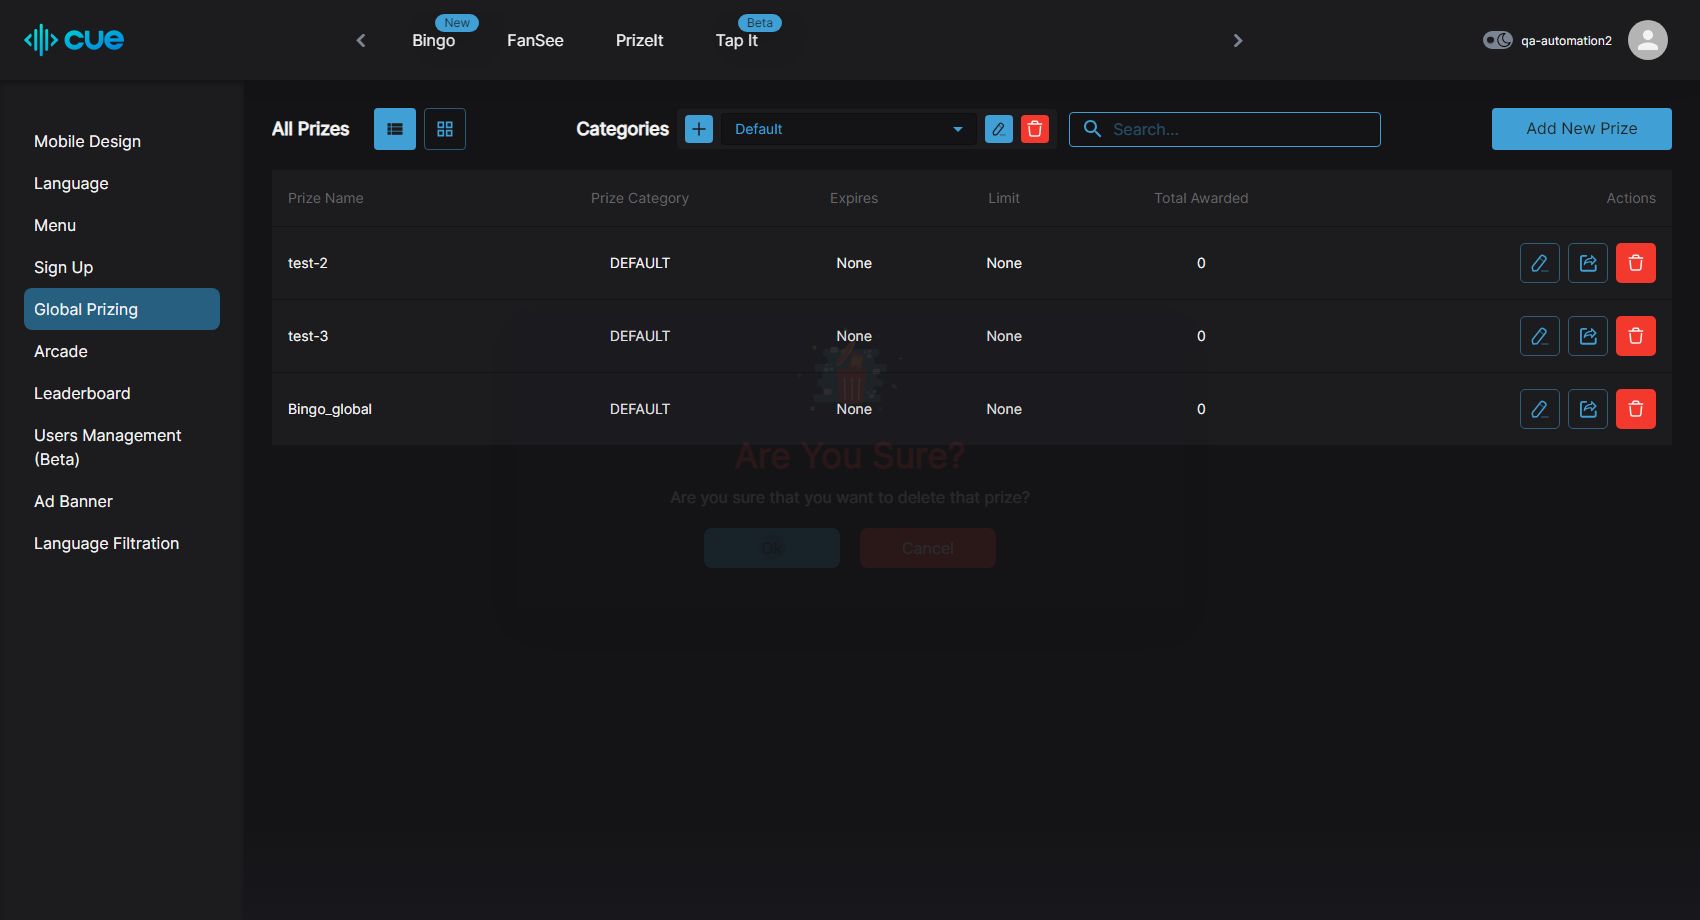 cue
New
Bingo
FanSee
PrizeIt
Beta
Tap It
qa-automation2
Mobile Design
Language
Menu
Sign Up
Global Prizing
Arcade
Leaderboard
Users Management
(Beta)
Ad Banner
Language Filtration
All Prizes
Categories
Default
Search...
Add New Prize
Prize Name Prize Category Expires Limit Total Awarded Actions
test-2 DEFAULT None None 0
test-3 DEFAULT None None 0
Bingo_global DEFAULT None None 0
Are You Sure?
Are you sure that you want to delete that prize?
Ok Cancel